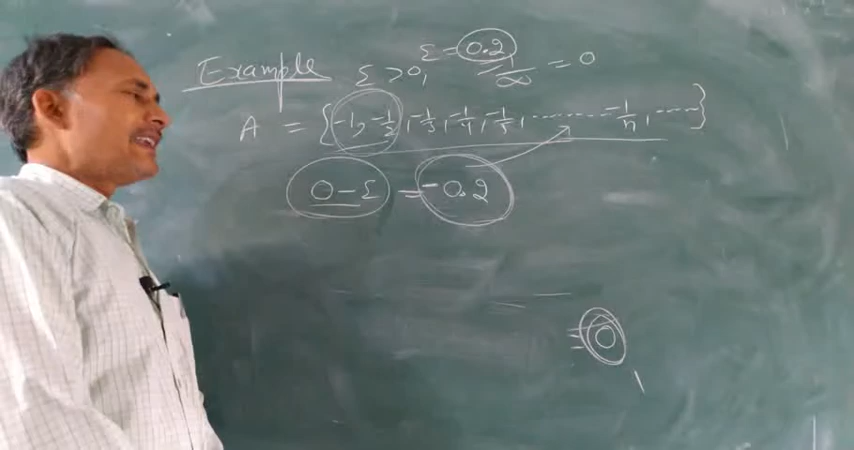 Example ε > 0, ε = 0.2 -1/∞ = 0
A = {-1, -1/2, -1/3, -1/4, -1/5, ........ -1/n, ....}
0 - ε = -0.2
= 0